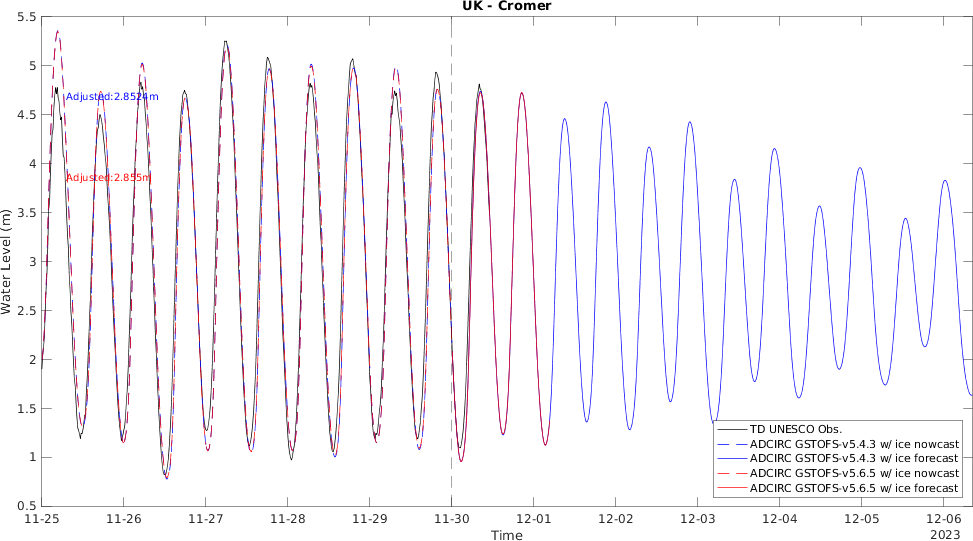 UK - Cromer
5.5
5
4.5
4
3.5
3
2.5
2
1.5
1
0.5
Water Level (m)
Adjusted:2.8524m
Adjusted:2.855m
TD UNESCO Obs.
ADCIRC GSTOFS-v5.4.3 w/ ice nowcast
ADCIRC GSTOFS-v5.4.3 w/ ice forecast
ADCIRC GSTOFS-v5.6.5 w/ ice nowcast
ADCIRC GSTOFS-v5.6.5 w/ ice forecast
11-25 11-26 11-27 11-28 11-29 11-30 12-01 12-02 12-03 12-04 12-05 12-06
Time
2023